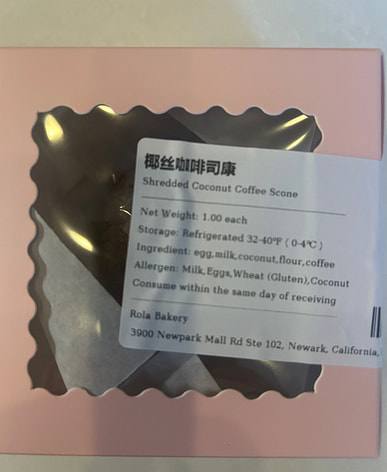 椰丝咖啡司康
Shredded Coconut Coffee Scone
Net Weight: 1.00 each
Storage: Refrigerated 32-40°F ( 0-4℃ )
Ingredient: egg,milk,coconut,flour,coffee
Allergen: Milk,Eggs,Wheat (Gluten),Coconut
Consume within the same day of receiving
Rola Bakery
3900 Newpark Mall Rd Ste 102, Newark, California,